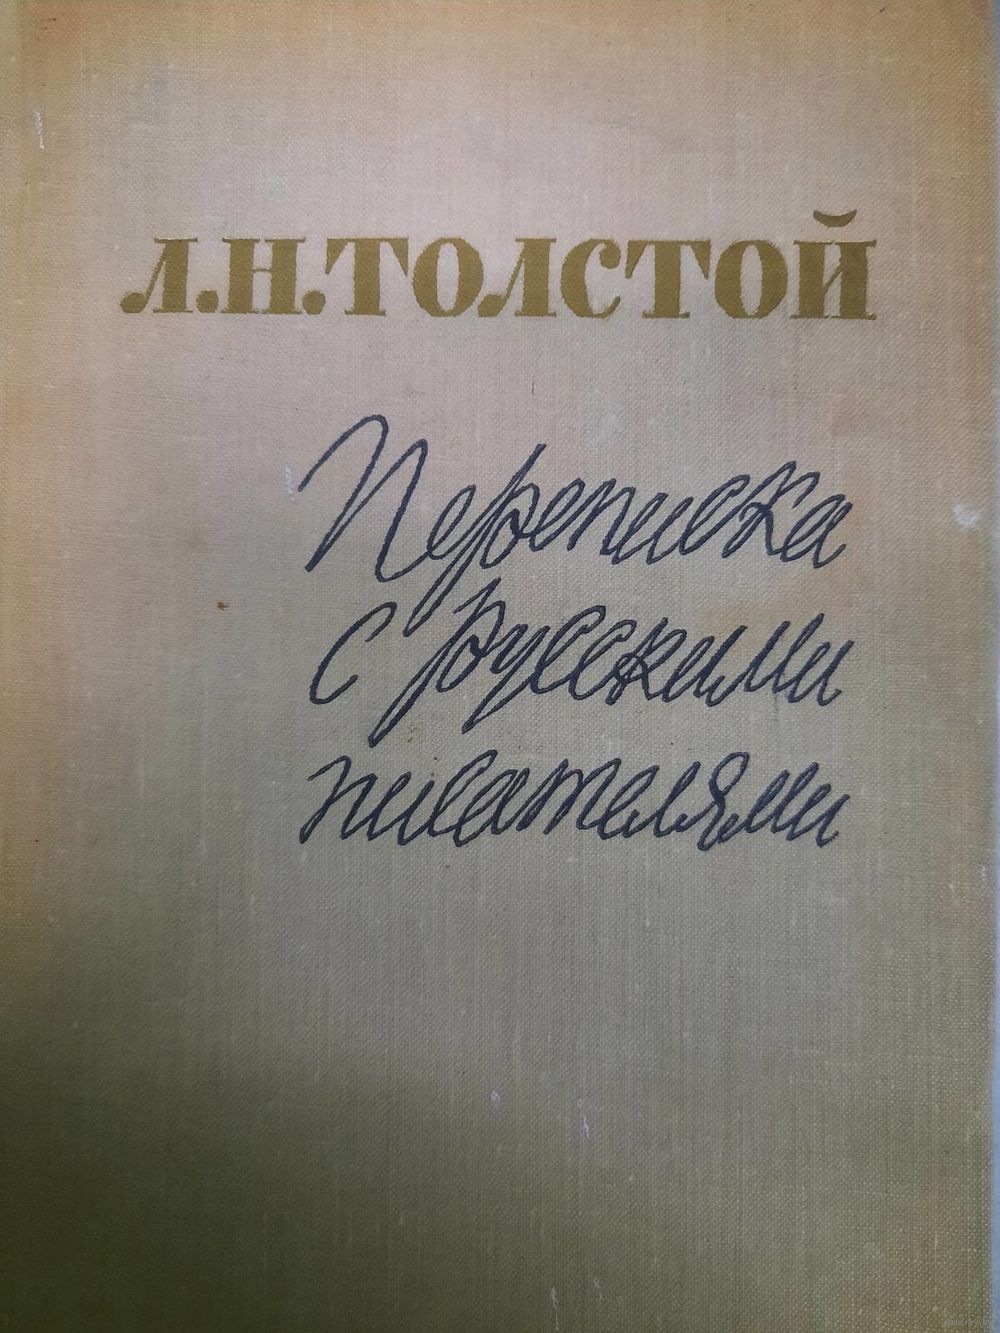 Л.Н.ТОЛСТОЙ
Переписка
с русскими
писателями